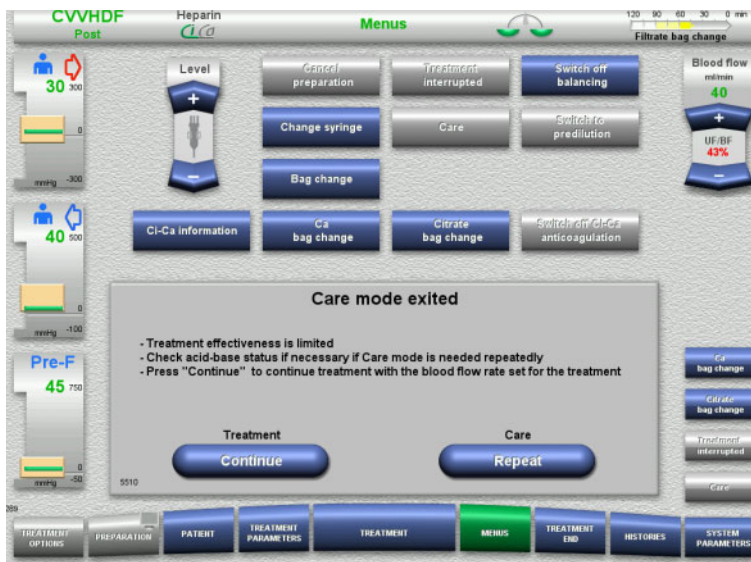 CVVHDF
Post
Heparin
Ci Ca
Menus
120 90 60 30 0 min
Filtrate bag change
30 300
0
mmHg -300
40 500
0
mmHg -100
Pre-F
45 750
0
mmHg -50
Level
+
−
Cancel
preparation
Treatment
interrupted
Switch off
balancing
Change syringe
Care
Switch to
predilution
Bag change
Ci-Ca information
Ca
bag change
Citrate
bag change
Switch off Ci-Ca
anticoagulation
Blood flow
ml/min
40
+
UF/BF
43%
−
Care mode exited
- Treatment effectiveness is limited
- Check acid-base status if necessary if Care mode is needed repeatedly
- Press "Continue" to continue treatment with the blood flow rate set for the treatment
Treatment
Continue
Care
Repeat
5510
Ca
bag change
Citrate
bag change
Treatment
interrupted
Care
289
TREATMENT
OPTIONS
PREPARATION
PATIENT
TREATMENT
PARAMETERS
TREATMENT
MENUS
TREATMENT
END
HISTORIES
SYSTEM
PARAMETERS